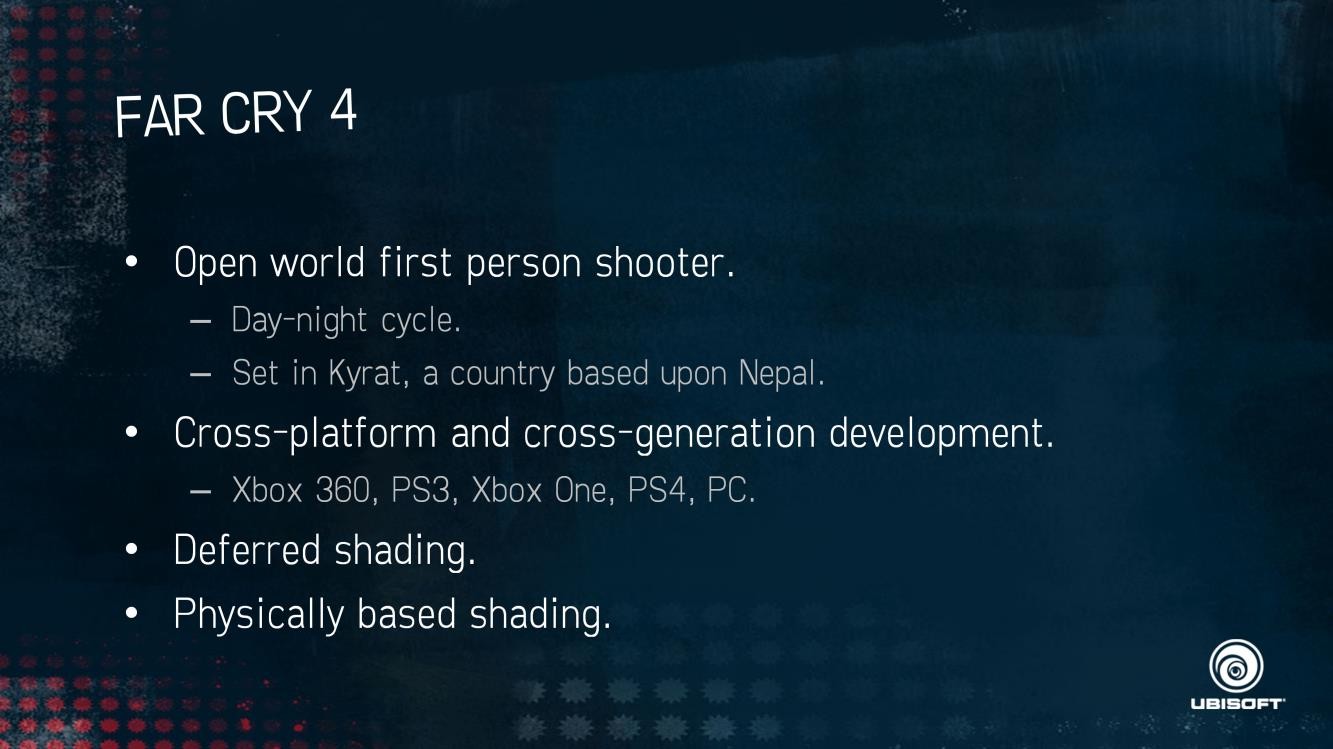 FAR CRY 4
• Open world first person shooter.
– Day-night cycle.
– Set in Kyrat, a country based upon Nepal.
• Cross-platform and cross-generation development.
– Xbox 360, PS3, Xbox One, PS4, PC.
• Deferred shading.
• Physically based shading.
UBISOFT